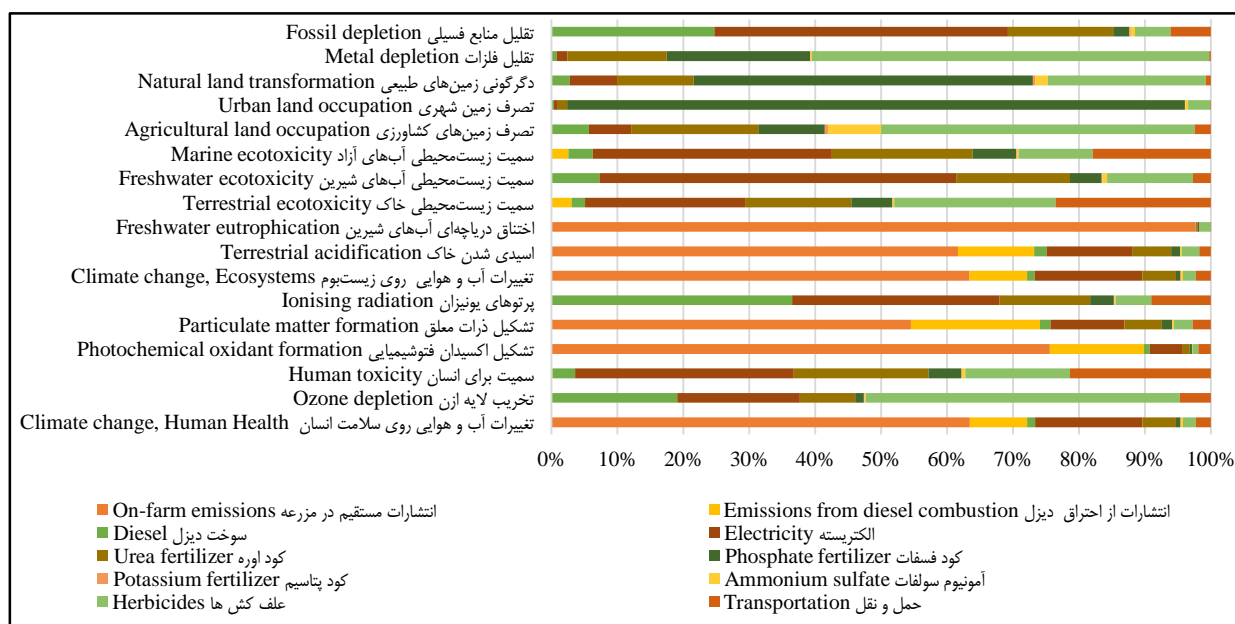 Fossil depletion تقلیل منابع فسیلی
Metal depletion تقلیل فلزات
Natural land transformation دگرگونی زمین‌های طبیعی
Urban land occupation تصرف زمین شهری
Agricultural land occupation تصرف زمین‌های کشاورزی
Marine ecotoxicity سمیت زیست‌محیطی آب‌های آزاد
Freshwater ecotoxicity سمیت زیست‌محیطی آب‌های شیرین
Terrestrial ecotoxicity سمیت زیست‌محیطی خاک
Freshwater eutrophication اختناق دریاچه‌ای آب‌های شیرین
Terrestrial acidification اسیدی شدن خاک
Climate change, Ecosystems تغییرات آب و هوایی روی زیست‌بوم
Ionising radiation پرتوهای یونیزان
Particulate matter formation تشکیل ذرات معلق
Photochemical oxidant formation تشکیل اکسیدان فتوشیمیایی
Human toxicity سمیت برای انسان
Ozone depletion تخریب لایه ازن
Climate change, Human Health تغییرات آب و هوایی روی سلامت انسان
0% 10% 20% 30% 40% 50% 60% 70% 80% 90% 100%
On-farm emissions انتشارات مستقیم در مزرعه
Emissions from diesel combustion انتشارات از احتراق دیزل
Diesel سوخت دیزل
Electricity الکتریسته
Urea fertilizer کود اوره
Phosphate fertilizer کود فسفات
Potassium fertilizer کود پتاسیم
Ammonium sulfate آمونیوم سولفات
Herbicides علف کش ها
Transportation حمل و نقل